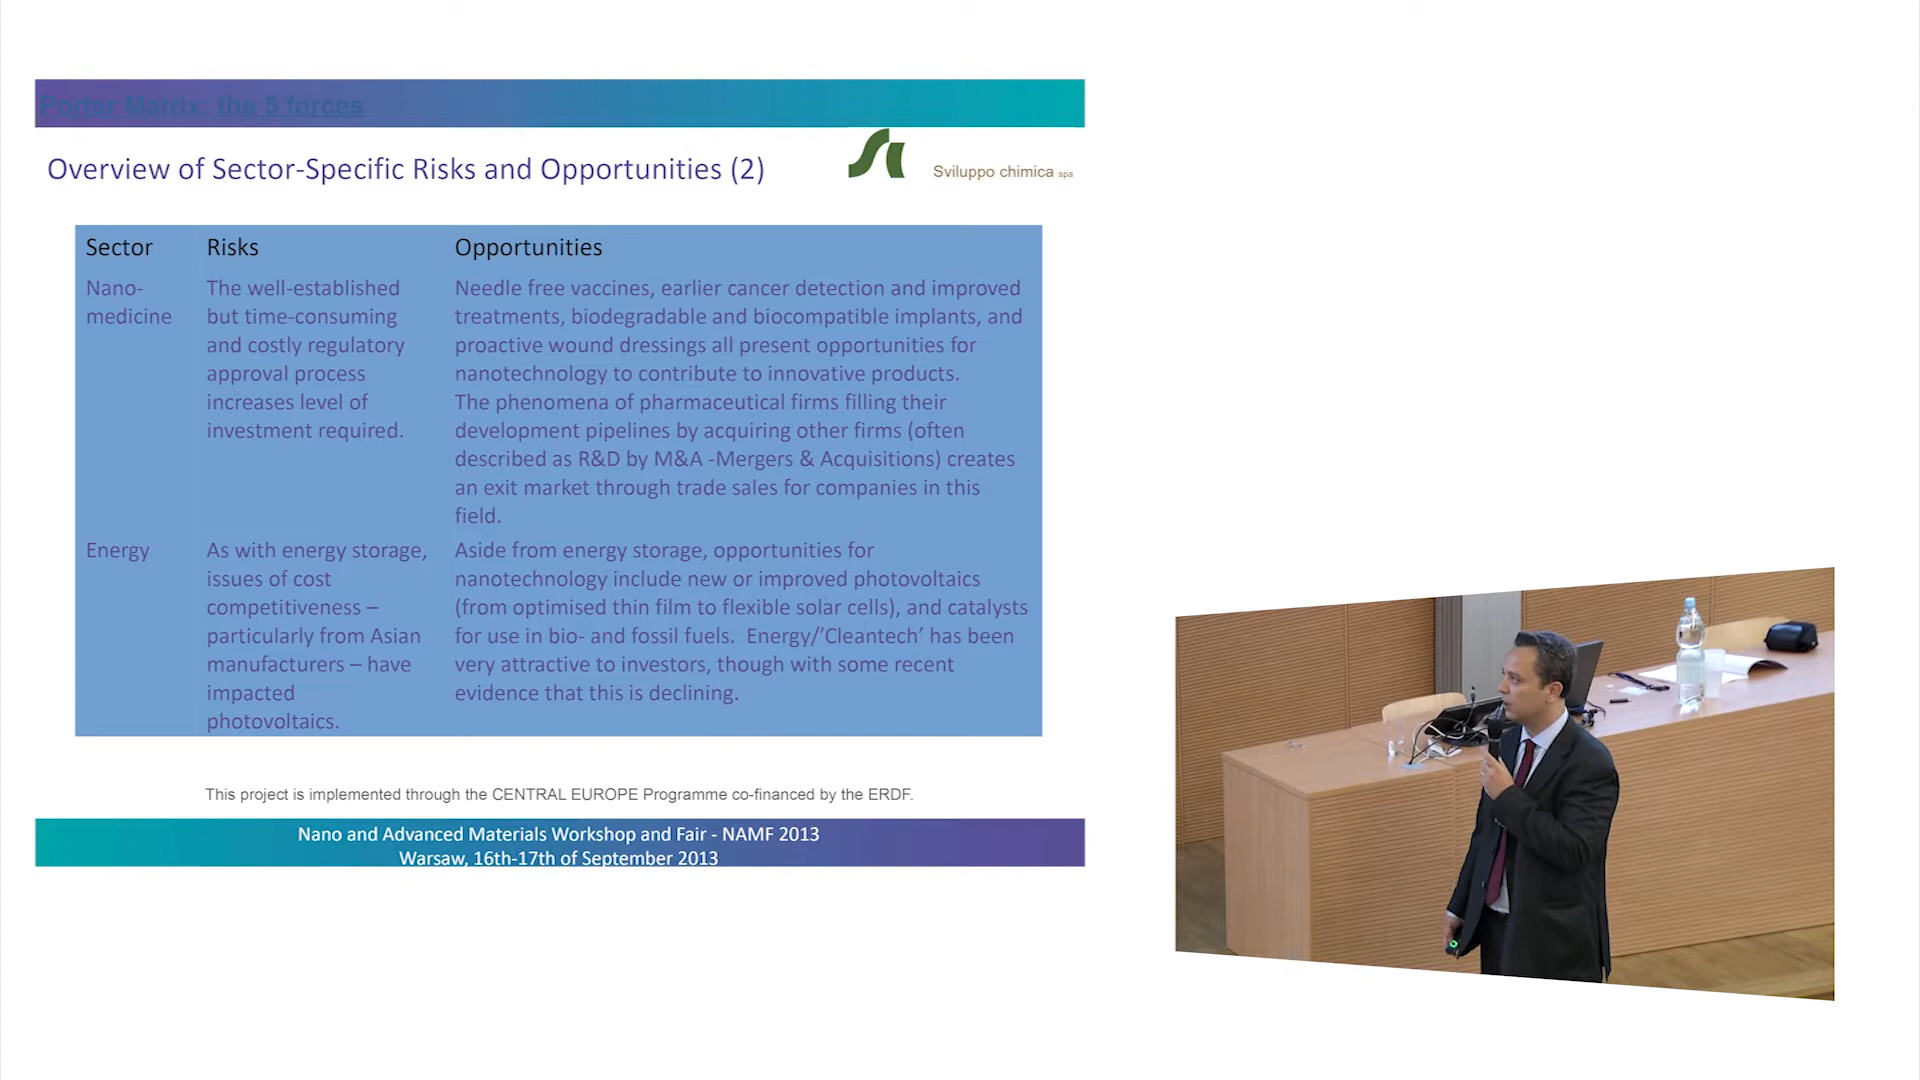 Porter Matrix: the 5 forces
Overview of Sector-Specific Risks and Opportunities (2)
Sviluppo chimica spa
Sector Risks Opportunities
Nano-
medicine
The well-established
but time-consuming
and costly regulatory
approval process
increases level of
investment required.
Needle free vaccines, earlier cancer detection and improved
treatments, biodegradable and biocompatible implants, and
proactive wound dressings all present opportunities for
nanotechnology to contribute to innovative products.
The phenomena of pharmaceutical firms filling their
development pipelines by acquiring other firms (often
described as R&D by M&A -Mergers & Acquisitions) creates
an exit market through trade sales for companies in this
field.
Energy
As with energy storage,
issues of cost
competitiveness –
particularly from Asian
manufacturers – have
impacted
photovoltaics.
Aside from energy storage, opportunities for
nanotechnology include new or improved photovoltaics
(from optimised thin film to flexible solar cells), and catalysts
for use in bio- and fossil fuels.  Energy/’Cleantech’ has been
very attractive to investors, though with some recent
evidence that this is declining.
This project is implemented through the CENTRAL EUROPE Programme co-financed by the ERDF.
Nano and Advanced Materials Workshop and Fair - NAMF 2013
Warsaw, 16th-17th of September 2013